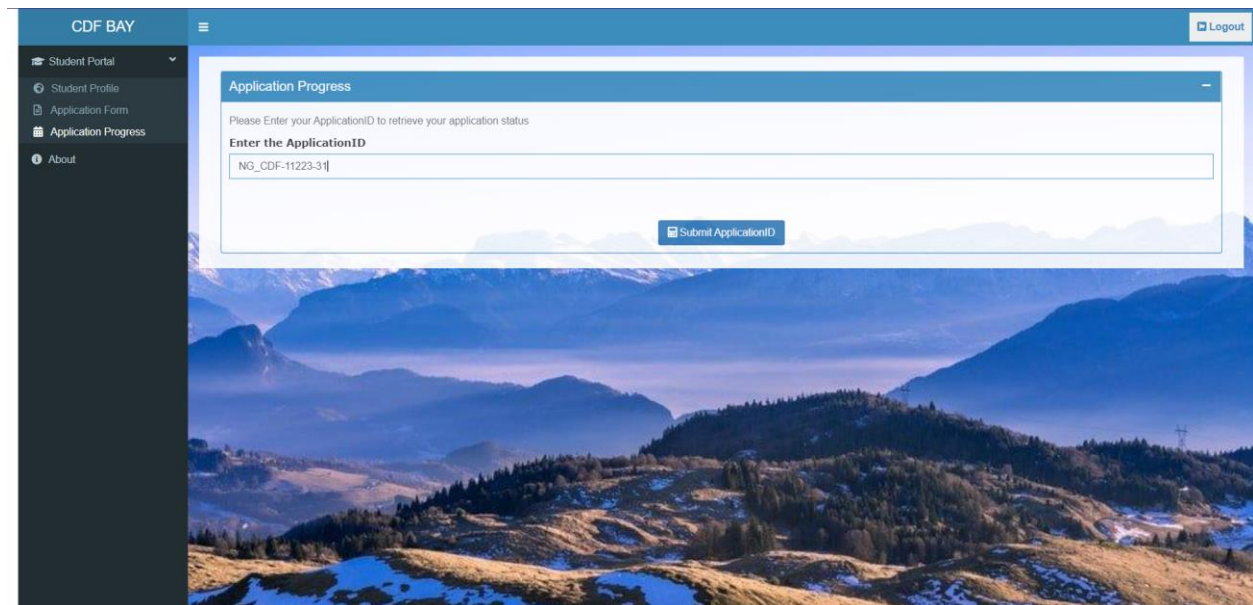 CDF BAY
Logout
Student Portal
Student Profile
Application Form
Application Progress
About
Application Progress
Please Enter your ApplicationID to retrieve your application status
Enter the ApplicationID
NG_CDF-11223-31
Submit ApplicationID